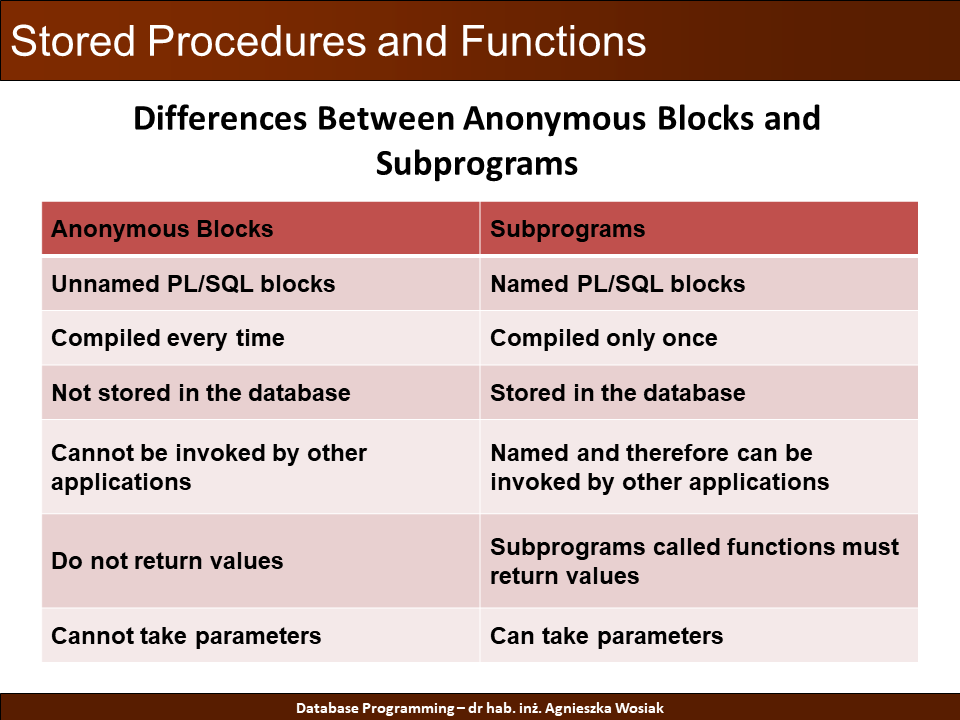 Stored Procedures and Functions
Differences Between Anonymous Blocks and
Subprograms
Anonymous Blocks
Subprograms
Unnamed PL/SQL blocks
Named PL/SQL blocks
Compiled every time
Compiled only once
Not stored in the database
Stored in the database
Cannot be invoked by other
applications
Named and therefore can be
invoked by other applications
Do not return values
Subprograms called functions must
return values
Cannot take parameters
Can take parameters
Database Programming – dr hab. inż. Agnieszka Wosiak